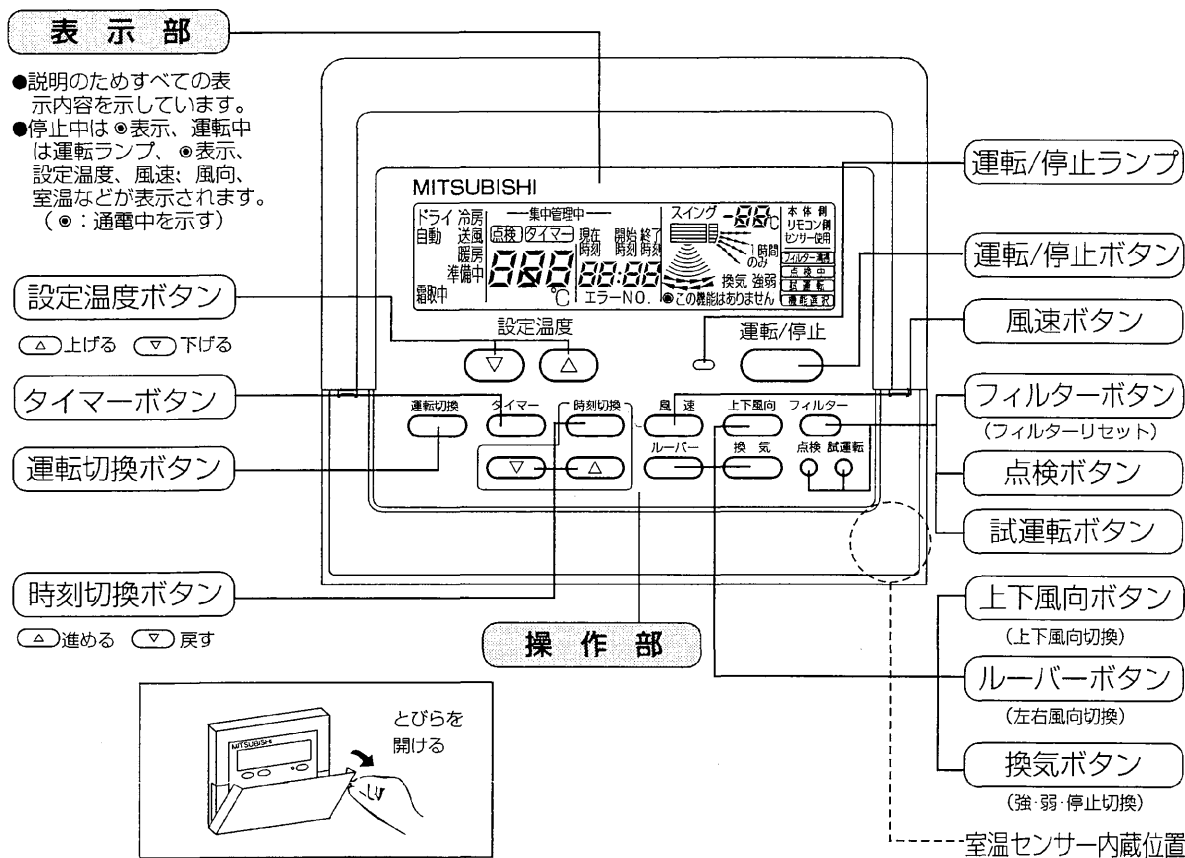 表示部
●説明のためすべての表
示内容を示しています。
●停止中は◉表示、運転中
は運転ランプ、◉表示、
設定温度、風速、風向、
室温などが表示されます。
(◉：通電中を示す)
MITSUBISHI
ドライ 冷房
自動 送風
暖房
準備中
霜取中
集中管理中
点検 タイマー
888
℃
現在時刻
開始時刻
終了時刻
88:88
エラーNO.
スイング
-88℃
1時間
のみ
換気 強弱
◉この機能はありません
本体側
リモコン側
センサー使用
フィルター清掃
点検中
試運転
機能選択
設定温度
▽ △
運転/停止
運転切換
タイマー
時刻切換
風速
上下風向
フィルター
▽ △
ルーバー
換気
点検 試運転
設定温度ボタン
△上げる ▽下げる
タイマーボタン
運転切換ボタン
時刻切換ボタン
△進める ▽戻す
操作部
運転/停止ランプ
運転/停止ボタン
風速ボタン
フィルターボタン
(フィルターリセット)
点検ボタン
試運転ボタン
上下風向ボタン
(上下風向切換)
ルーバーボタン
(左右風向切換)
換気ボタン
(強・弱・停止切換)
室温センサー内蔵位置
MITSUBISHI
とびらを
開ける